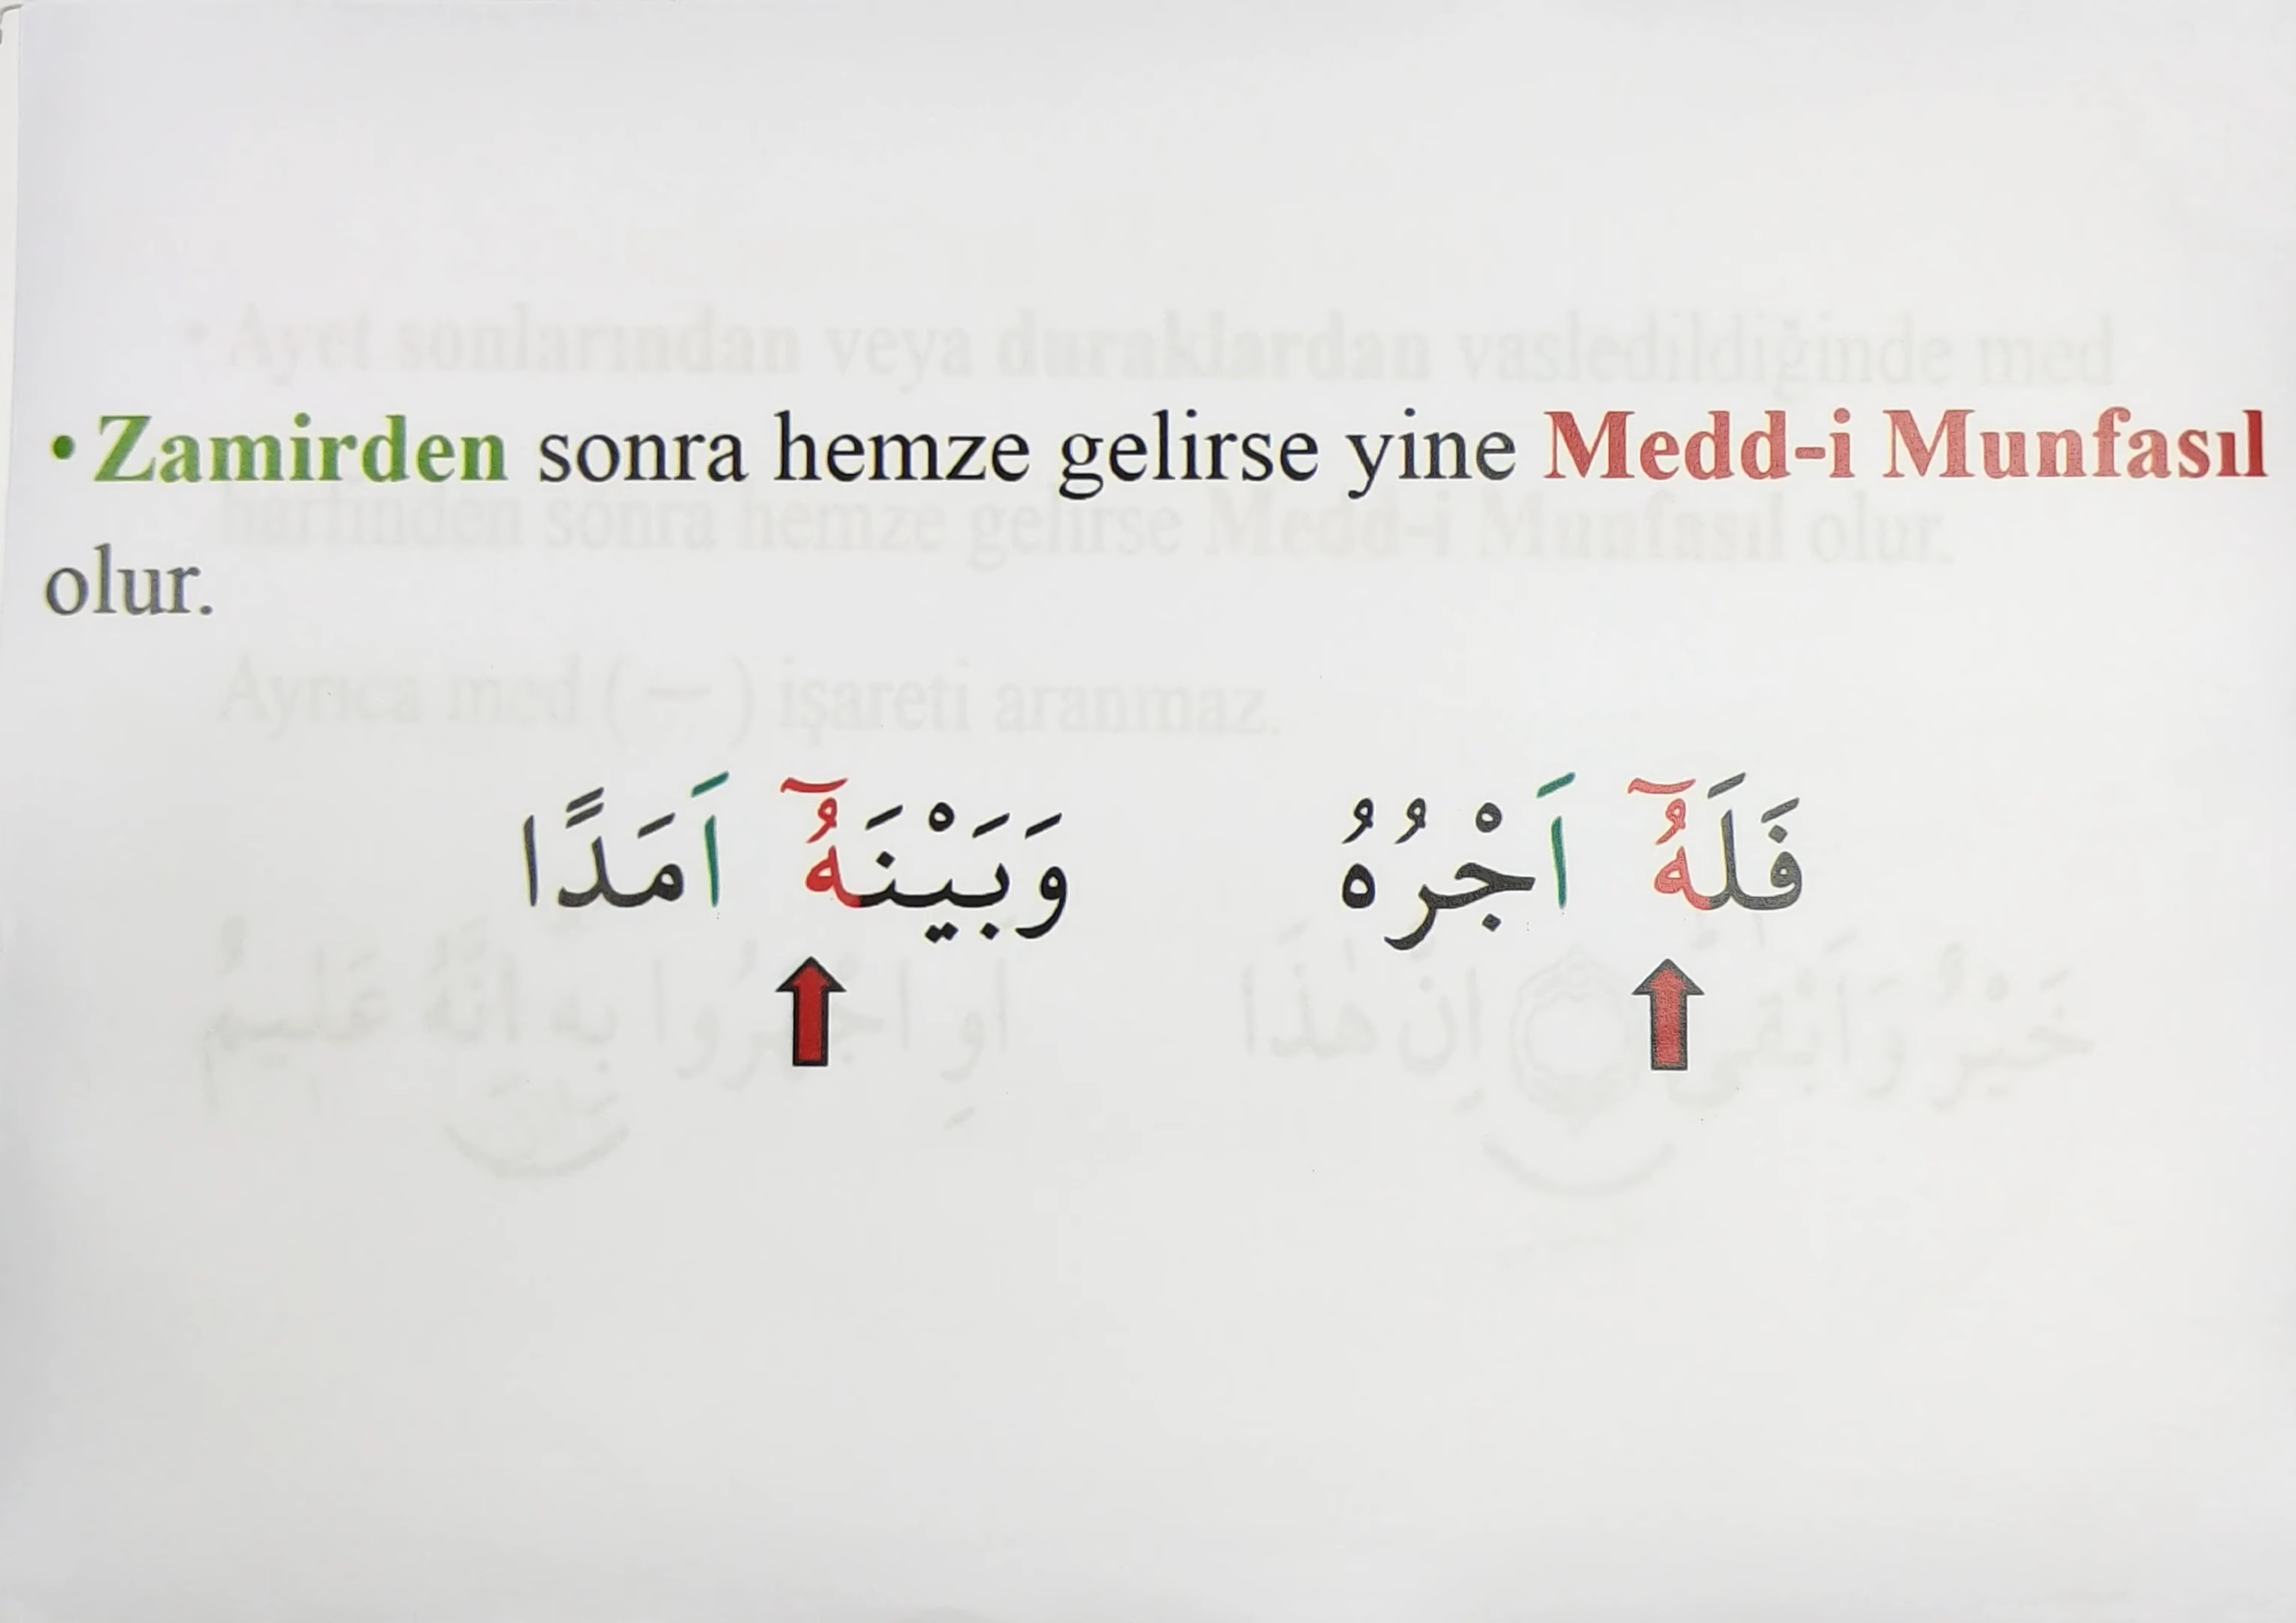 • Zamirden sonra hemze gelirse yine Medd-i Munfasıl
olur.
فَلَهُٓ اَجْرُهُ وَبَيْنَهُٓ اَمَدًا